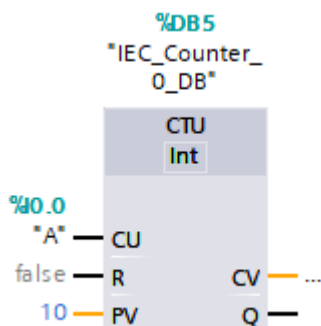 %DB5
"IEC_Counter_
0_DB"
CTU
Int
%I0.0
"A" CU
false R CV ...
10 PV Q